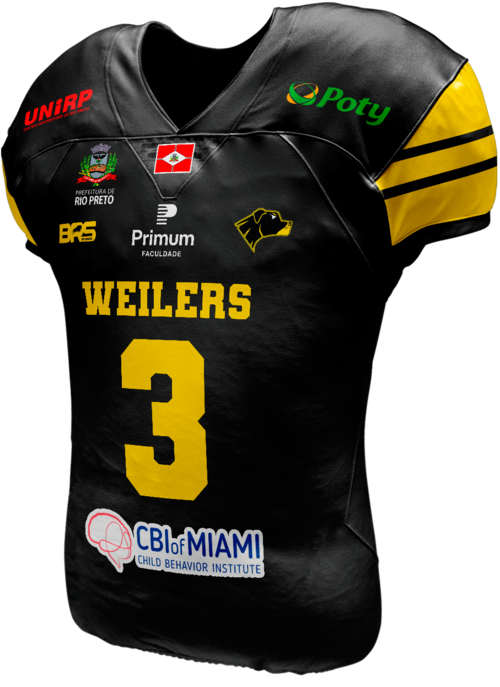 UNIRP
Poty
PREFEITURA DE
RIO PRETO
BRS
Primum
FACULDADE
WEILERS
3
CBI of MIAMI
CHILD BEHAVIOR INSTITUTE